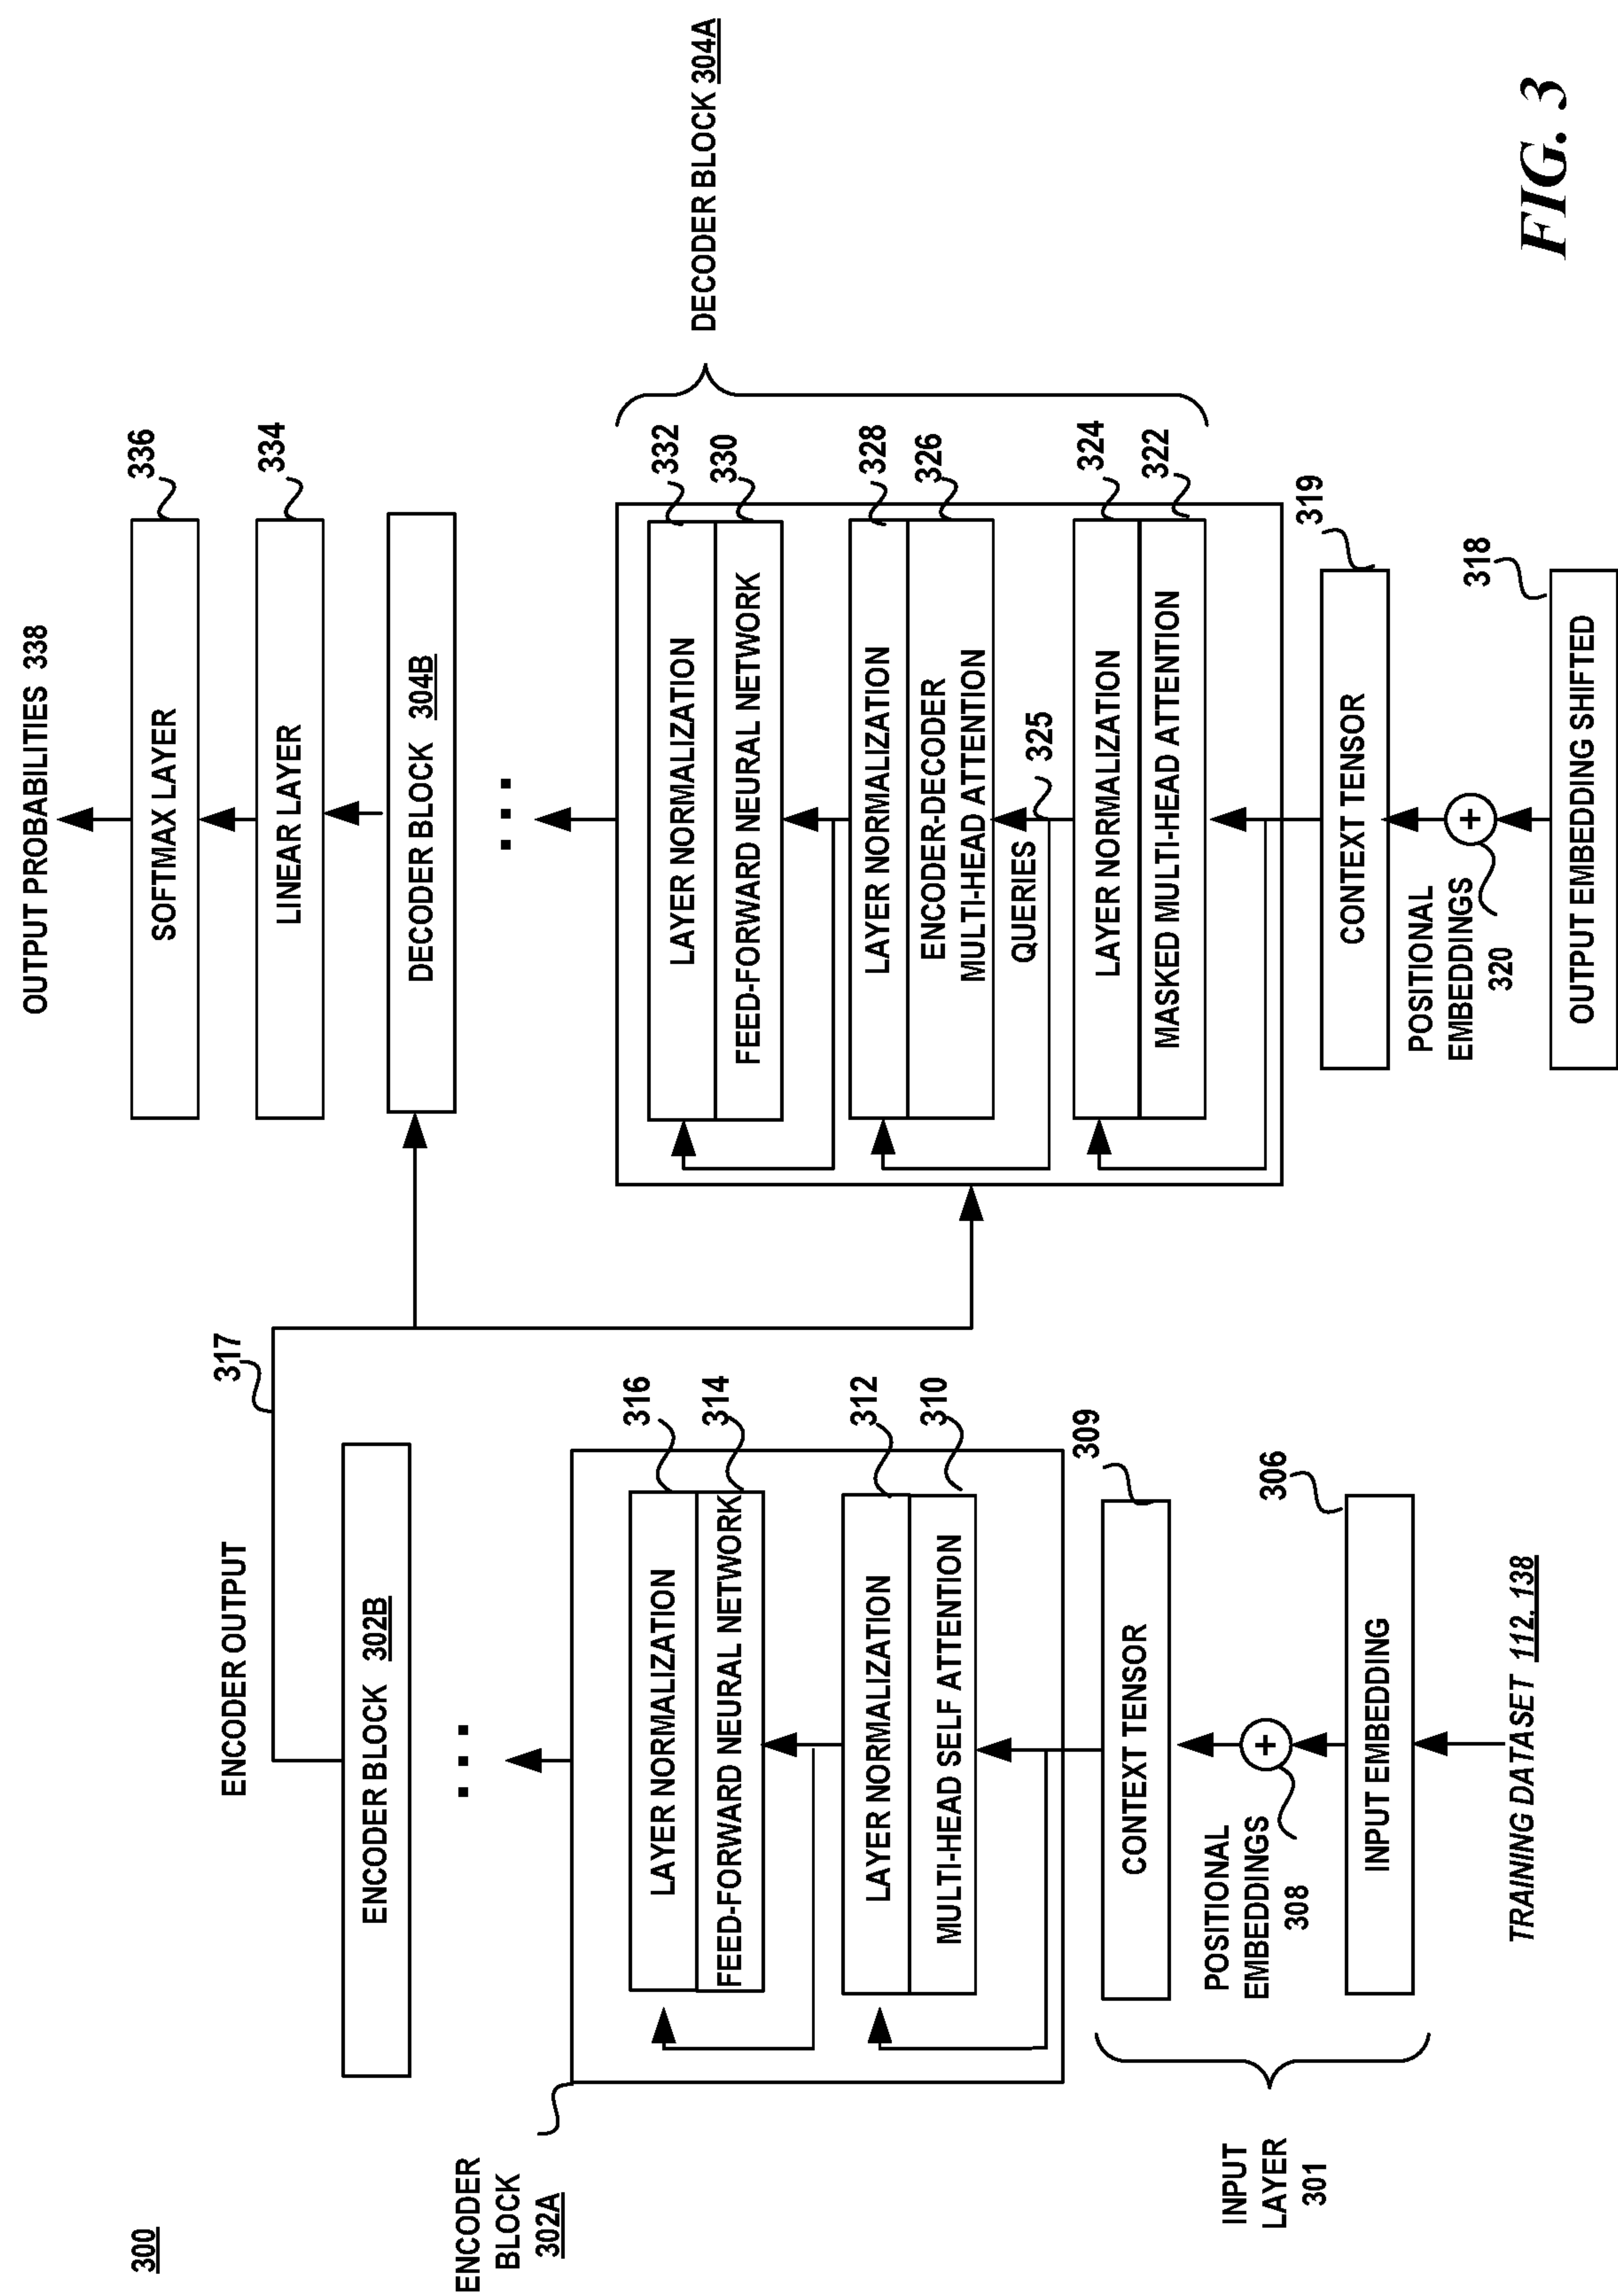 300
OUTPUT PROBABILITIES 338
SOFTMAX LAYER
336
LINEAR LAYER
334
ENCODER OUTPUT
317
ENCODER BLOCK 302B
DECODER BLOCK 304B
...
...
ENCODER
BLOCK
302A
LAYER NORMALIZATION
316
FEED-FORWARD NEURAL NETWORK
314
LAYER NORMALIZATION
312
MULTI-HEAD SELF ATTENTION
310
CONTEXT TENSOR
309
POSITIONAL
EMBEDDINGS
308
+
INPUT EMBEDDING
306
INPUT
LAYER
301
TRAINING DATASET 112. 138
DECODER BLOCK 304A
LAYER NORMALIZATION
332
FEED-FORWARD NEURAL NETWORK
330
LAYER NORMALIZATION
328
ENCODER-DECODER
MULTI-HEAD ATTENTION
326
QUERIES
325
LAYER NORMALIZATION
324
MASKED MULTI-HEAD ATTENTION
322
CONTEXT TENSOR
319
POSITIONAL
EMBEDDINGS
320
+
OUTPUT EMBEDDING SHIFTED
318
FIG. 3